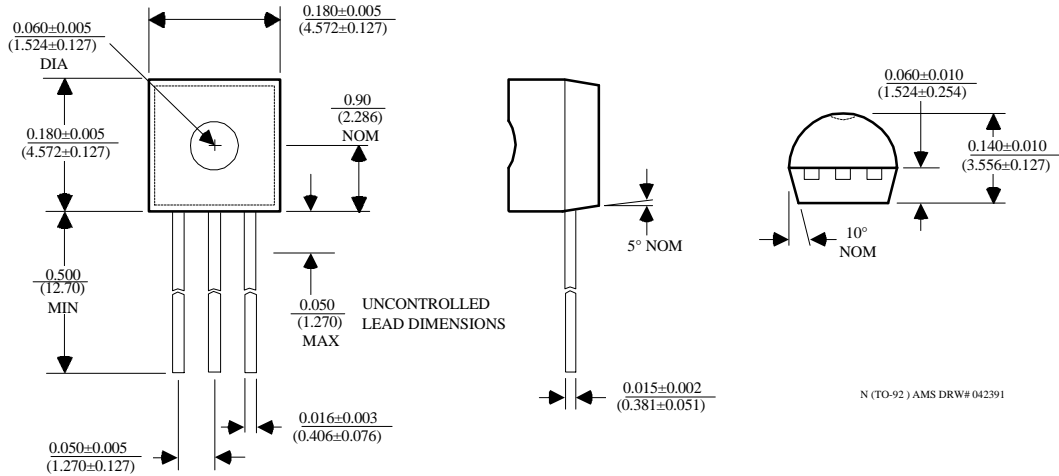 0.060±0.005
(1.524±0.127)
DIA
0.180±0.005
(4.572±0.127)
0.180±0.005
(4.572±0.127)
0.90
(2.286)
NOM
0.500
(12.70)
MIN
0.050
(1.270)
MAX
UNCONTROLLED
LEAD DIMENSIONS
0.016±0.003
(0.406±0.076)
0.050±0.005
(1.270±0.127)
5° NOM
0.015±0.002
(0.381±0.051)
0.060±0.010
(1.524±0.254)
0.140±0.010
(3.556±0.127)
10°
NOM
N (TO-92 ) AMS DRW# 042391